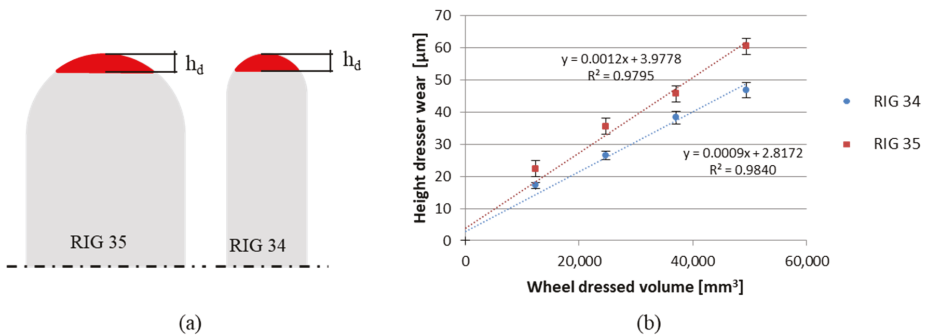 h_d
h_d
RIG 35
RIG 34
(a)
Height dresser wear [µm]
70
60
50
40
30
20
10
0
y = 0.0012x + 3.9778
R² = 0.9795
y = 0.0009x + 2.8172
R² = 0.9840
0
20,000
40,000
60,000
Wheel dressed volume [mm³]
RIG 34
RIG 35
(b)